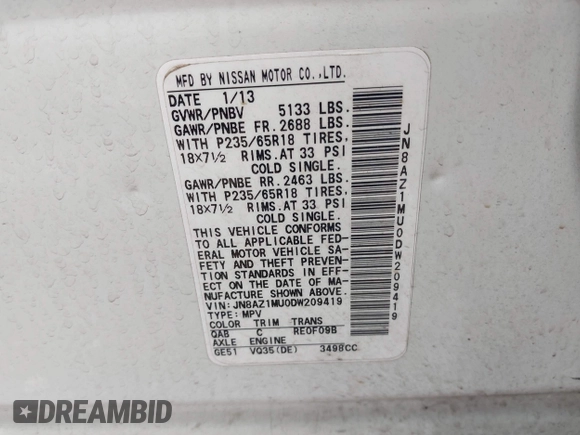 MFD BY NISSAN MOTOR CO.,LTD.
DATE 1/13
GVWR/PNBV 5133 LBS.
GAWR/PNBE FR. 2688 LBS.
WITH P235/65R18 TIRES,
18×7½ RIMS. AT 33 PSI
COLD SINGLE.
GAWR/PNBE RR. 2463 LBS.
WITH P235/65R18 TIRES,
18×7½ RIMS. AT 33 PSI
COLD SINGLE.
THIS VEHICLE CONFORMS
TO ALL APPLICABLE FED-
ERAL MOTOR VEHICLE SA-
FETY AND THEFT PREVEN-
TION STANDARDS IN EFF-
ECT ON THE DATE OF MA-
NUFACTURE SHOWN ABOVE.
VIN: JN8AZ1MU0DW209419
TYPE: MPV
COLOR TRIM TRANS
QAB C RE0F09B
AXLE ENGINE
GE51 VQ35(DE) 3498CC
JN8AZ1MU0DW209419
DREAMBID